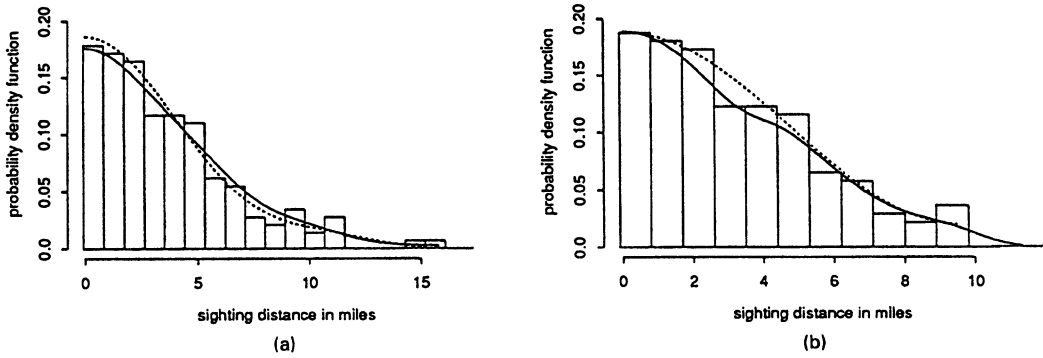 probability density function
0.20
0.15
0.10
0.05
0.0
0 5 10 15
sighting distance in miles
(a)
probability density function
0.20
0.15
0.10
0.05
0.0
0 2 4 6 8 10
sighting distance in miles
(b)